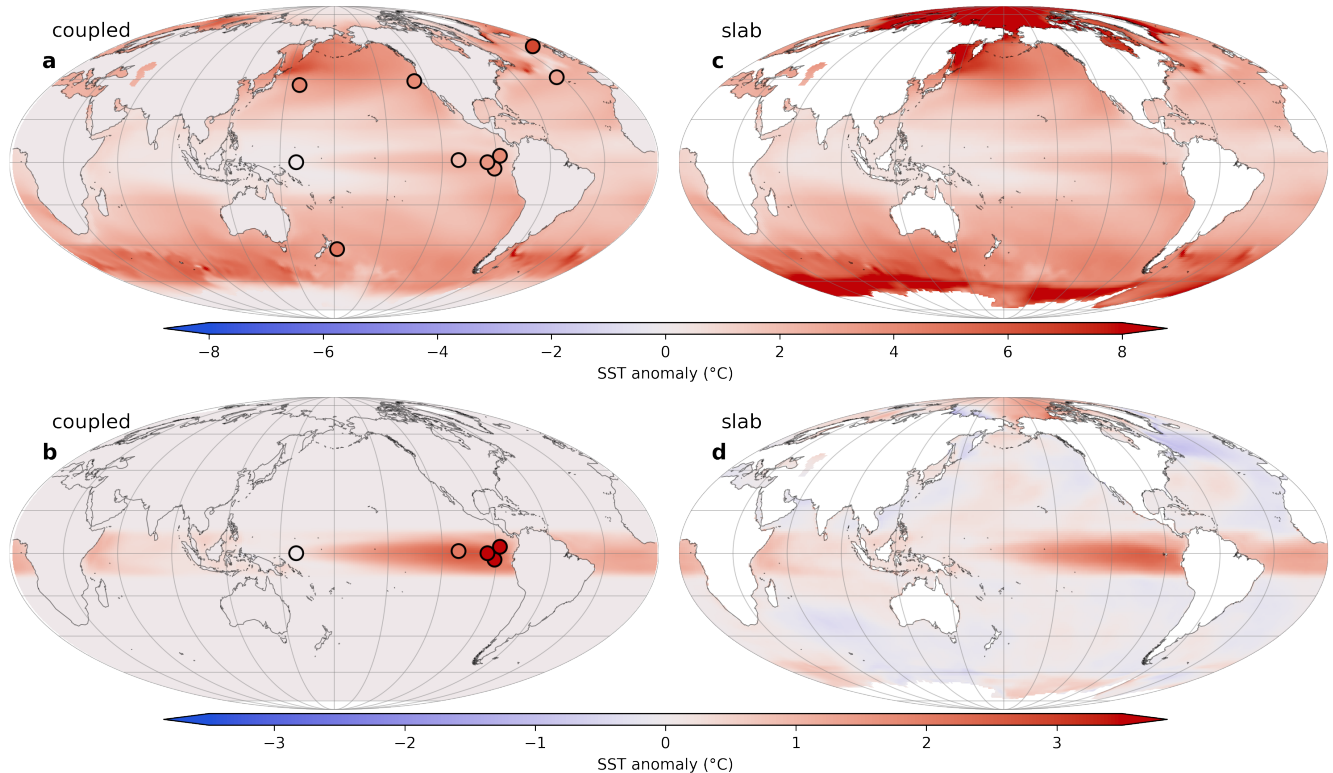 coupled
a
slab
c
−8 −6 −4 −2 0 2 4 6 8
SST anomaly (°C)
coupled
b
slab
d
−3 −2 −1 0 1 2 3
SST anomaly (°C)